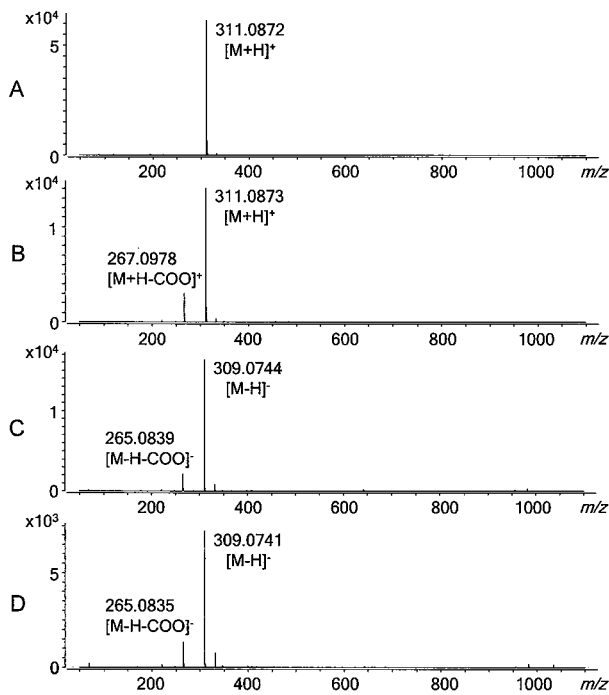 x10⁴
5
0
A
311.0872
[M+H]⁺
200 400 600 800 1000 m/z
x10⁴
1
0
B
311.0873
[M+H]⁺
267.0978
[M+H-COO]⁺
200 400 600 800 1000 m/z
x10⁴
1
0
C
309.0744
[M-H]⁻
265.0839
[M-H-COO]⁻
200 400 600 800 1000 m/z
x10³
5
0
D
309.0741
[M-H]⁻
265.0835
[M-H-COO]⁻
200 400 600 800 1000 m/z